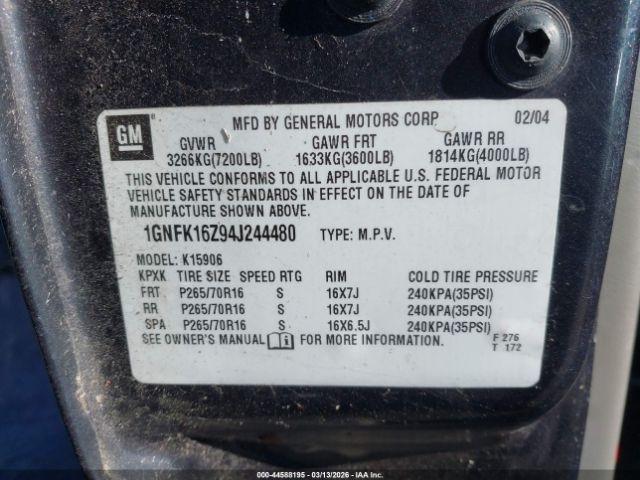 GM
MFD BY GENERAL MOTORS CORP 02/04
GVWR GAWR FRT GAWR RR
3266KG(7200LB) 1633KG(3600LB) 1814KG(4000LB)
THIS VEHICLE CONFORMS TO ALL APPLICABLE U.S. FEDERAL MOTOR
VEHICLE SAFETY STANDARDS IN EFFECT ON THE DATE OF
MANUFACTURE SHOWN ABOVE.
1GNFK16Z94J244480 TYPE: M.P.V.
MODEL: K15906
KPXK TIRE SIZE SPEED RTG RIM COLD TIRE PRESSURE
FRT P265/70R16 S 16X7J 240KPA(35PSI)
RR P265/70R16 S 16X7J 240KPA(35PSI)
SPA P265/70R16 S 16X6.5J 240KPA(35PSI)
SEE OWNER'S MANUAL FOR MORE INFORMATION.
F 276
T 172
IAA-44588195 - 03/13/2026 - COPYRIGHT IAA, LLC